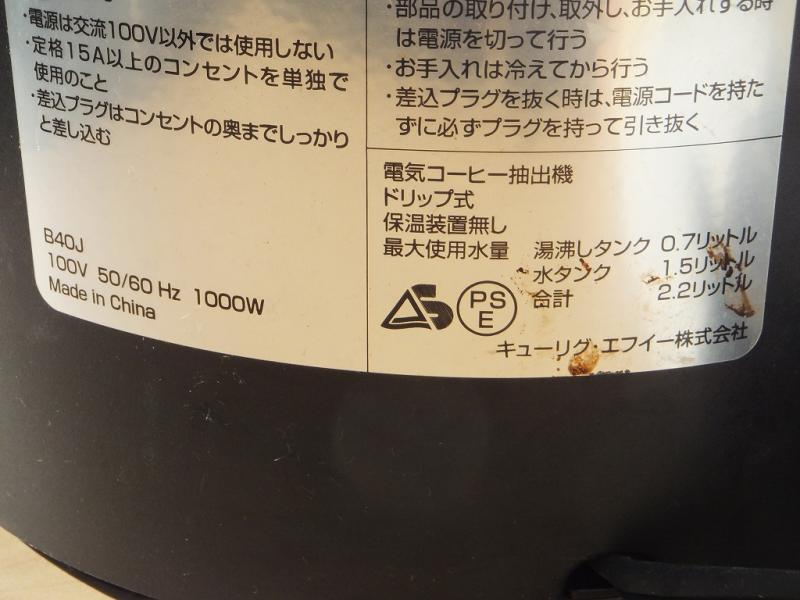 ・電源は交流100V以外では使用しない
・定格15A以上のコンセントを単独で
使用のこと
・差込プラグはコンセントの奥までしっかり
と差し込む
B40J
100V 50/60 Hz 1000W
Made in China
・部品の取り付け、取外し、お手入れする時
は電源を切って行う
・お手入れは冷えてから行う
・差込プラグを抜く時は、電源コードを持た
ずに必ずプラグを持って引き抜く
電気コーヒー抽出機
ドリップ式
保温装置無し
最大使用水量 湯沸しタンク 0.7リットル
水タンク 1.5リットル
合計 2.2リットル
PS
E
キューリグ・エフイー株式会社